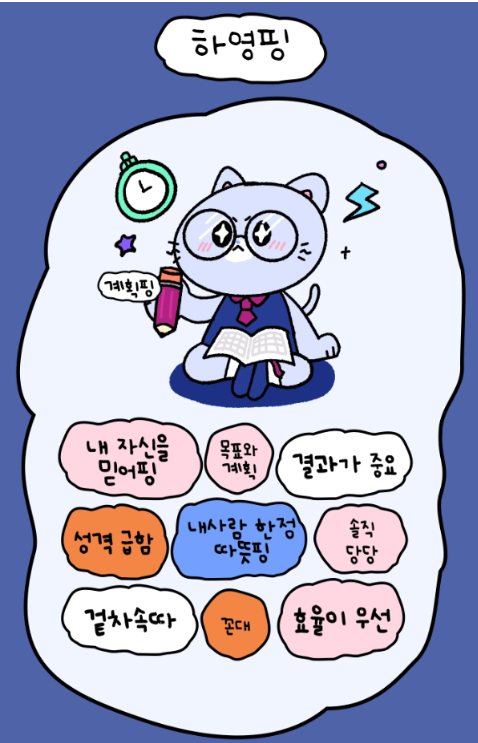 하영핑
계획핑
내 자신을
믿어핑
목표와
계획
결과가 중요
성격 급함
내사람 한정
따뜻핑
솔직
당당
겉차속따
꼰대
효율이 우선